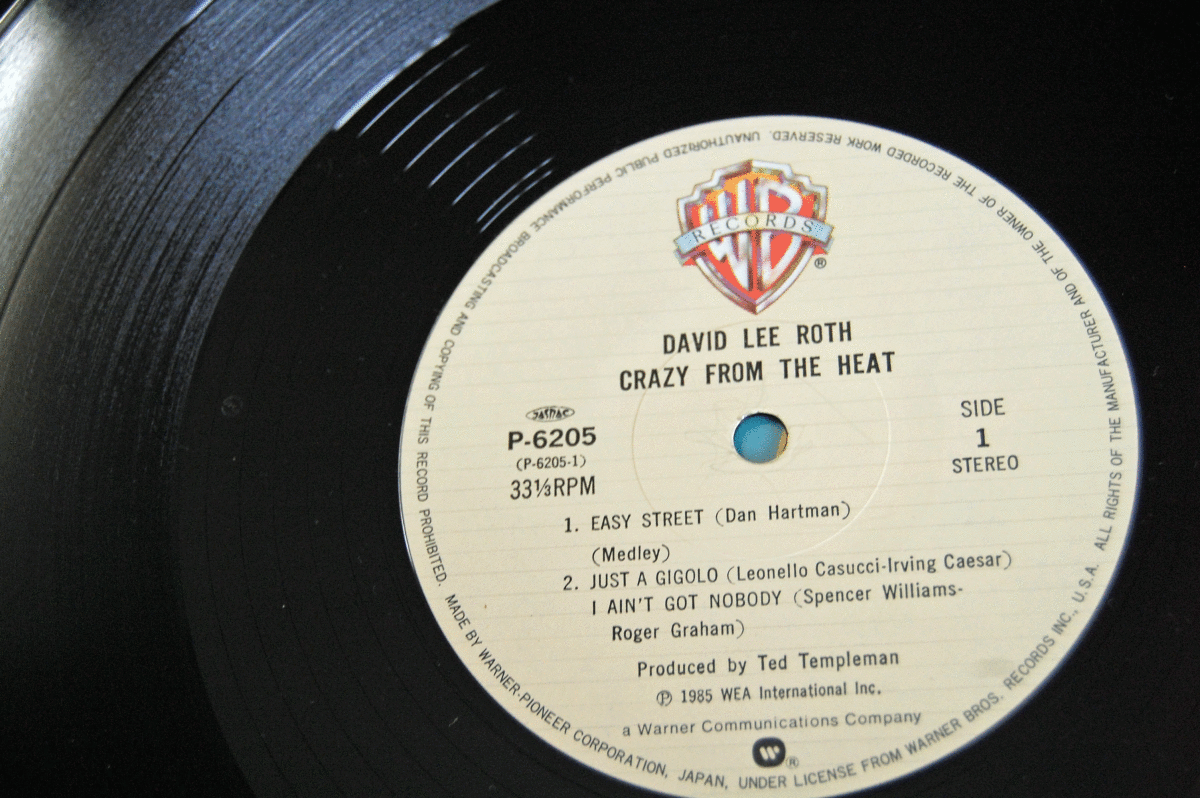 WB
RECORDS
®
DAVID LEE ROTH
CRAZY FROM THE HEAT
JASRAC
P-6205
(P-6205-1)
33⅓RPM
SIDE
1
STEREO
1. EASY STREET (Dan Hartman)
(Medley)
2. JUST A GIGOLO (Leonello Casucci-Irving Caesar)
I AIN'T GOT NOBODY (Spencer Williams-
Roger Graham)
Produced by Ted Templeman
℗ 1985 WEA International Inc.
a Warner Communications Company
®
MADE BY WARNER-PIONEER CORPORATION, JAPAN, UNDER LICENSE FROM WARNER BROS. RECORDS INC., U.S.A. ALL RIGHTS OF THE MANUFACTURER AND OF THE OWNER OF THE RECORDED WORK RESERVED. UNAUTHORIZED PUBLIC PERFORMANCE BROADCASTING AND COPYING OF THIS RECORD PROHIBITED.